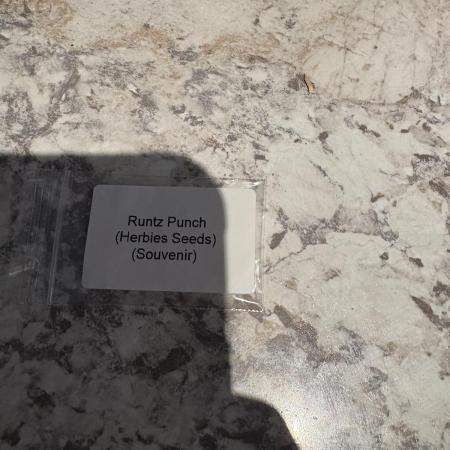 Runtz Punch
(Herbies Seeds)
(Souvenir)